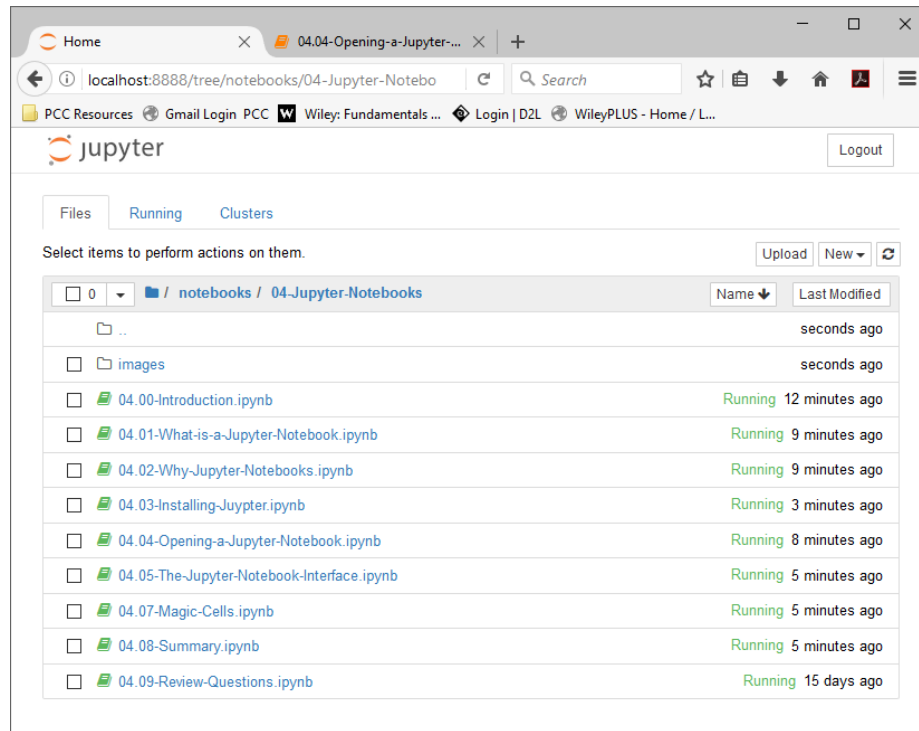 Home
04.04-Opening-a-Jupyter-...
localhost:8888/tree/notebooks/04-Jupyter-Notebo
Search
PCC Resources Gmail Login PCC W Wiley: Fundamentals ... Login | D2L WileyPLUS - Home / L...
jupyter
Logout
Files Running Clusters
Select items to perform actions on them.
Upload New
0 / notebooks / 04-Jupyter-Notebooks Name Last Modified
.. seconds ago
images seconds ago
04.00-Introduction.ipynb Running 12 minutes ago
04.01-What-is-a-Jupyter-Notebook.ipynb Running 9 minutes ago
04.02-Why-Jupyter-Notebooks.ipynb Running 9 minutes ago
04.03-Installing-Juypter.ipynb Running 3 minutes ago
04.04-Opening-a-Jupyter-Notebook.ipynb Running 8 minutes ago
04.05-The-Jupyter-Notebook-Interface.ipynb Running 5 minutes ago
04.07-Magic-Cells.ipynb Running 5 minutes ago
04.08-Summary.ipynb Running 5 minutes ago
04.09-Review-Questions.ipynb Running 15 days ago